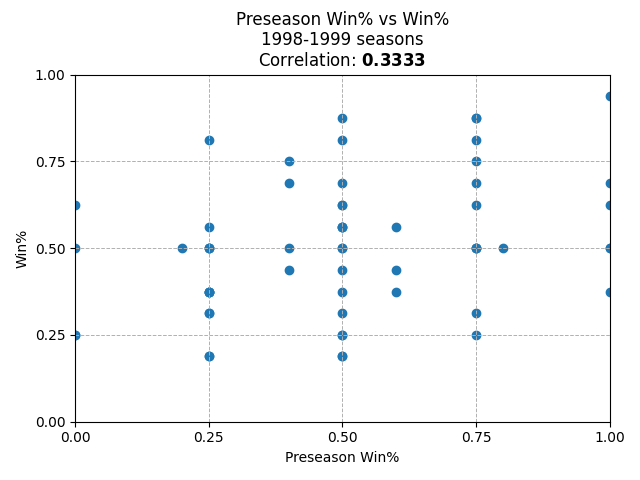 Preseason Win% vs Win%
1998-1999 seasons
Correlation: 0.3333
1.00
0.75
0.50
0.25
0.00
Win%
0.00 0.25 0.50 0.75 1.00
Preseason Win%